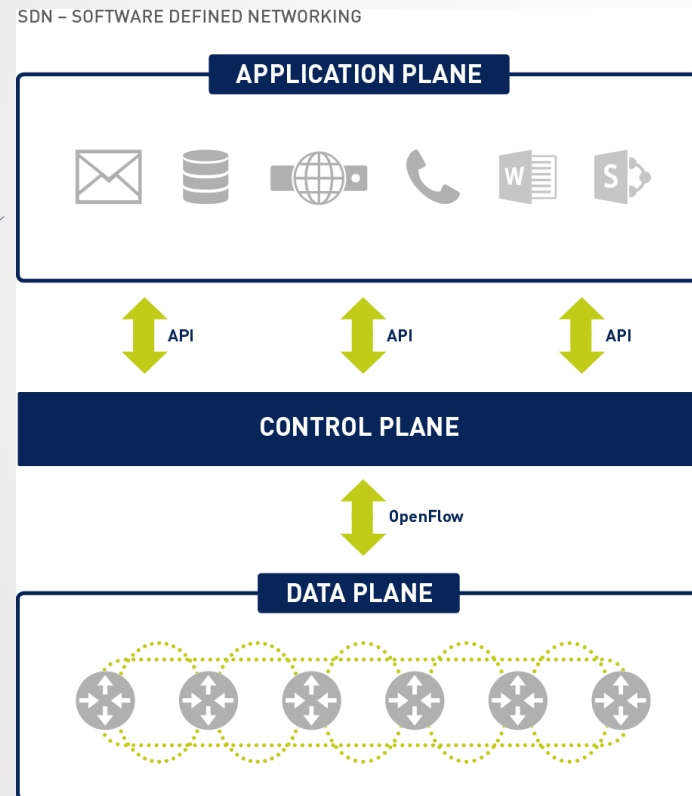 SDN – SOFTWARE DEFINED NETWORKING
APPLICATION PLANE
W
S
API
API
API
CONTROL PLANE
OpenFlow
DATA PLANE